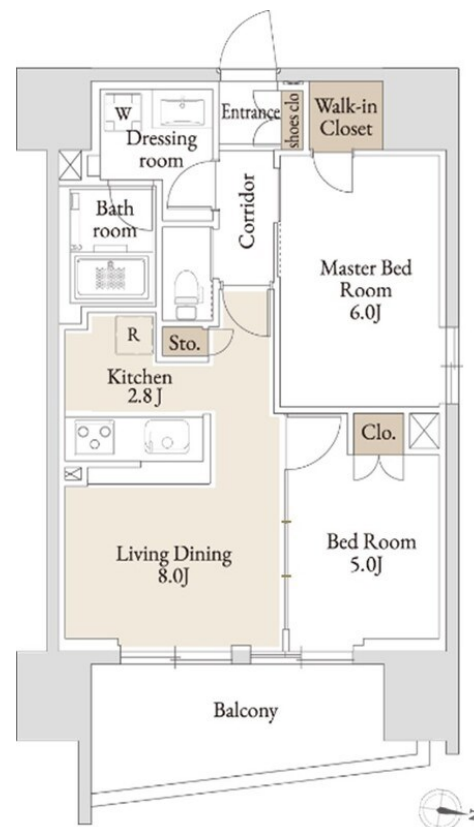 Entrance
shoes clo
Walk-in
Closet
W
Dressing
room
Bath
room
Corridor
Master Bed
Room
6.0J
R
Sto.
Kitchen
2.8 J
Clo.
Living Dining
8.0J
Bed Room
5.0J
Balcony